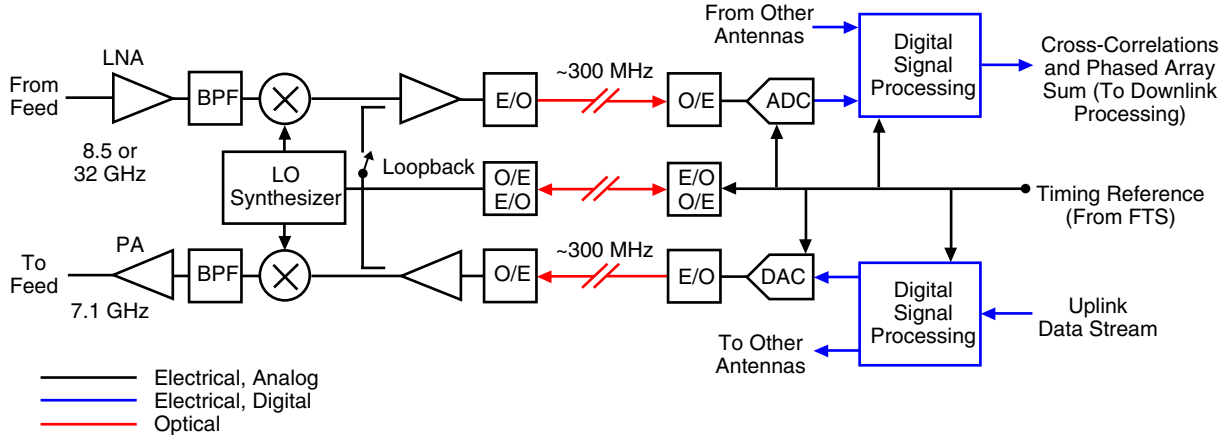 From Other
Antennas
LNA
From
Feed
BPF
E/O
~300 MHz
O/E
ADC
Digital
Signal
Processing
Cross-Correlations
and Phased Array
Sum (To Downlink
Processing)
8.5 or
32 GHz
LO
Synthesizer
Loopback
O/E
E/O
E/O
O/E
Timing Reference
(From FTS)
PA
To
Feed
BPF
7.1 GHz
O/E
~300 MHz
E/O
DAC
Digital
Signal
Processing
Uplink
Data Stream
To Other
Antennas
Electrical, Analog
Electrical, Digital
Optical